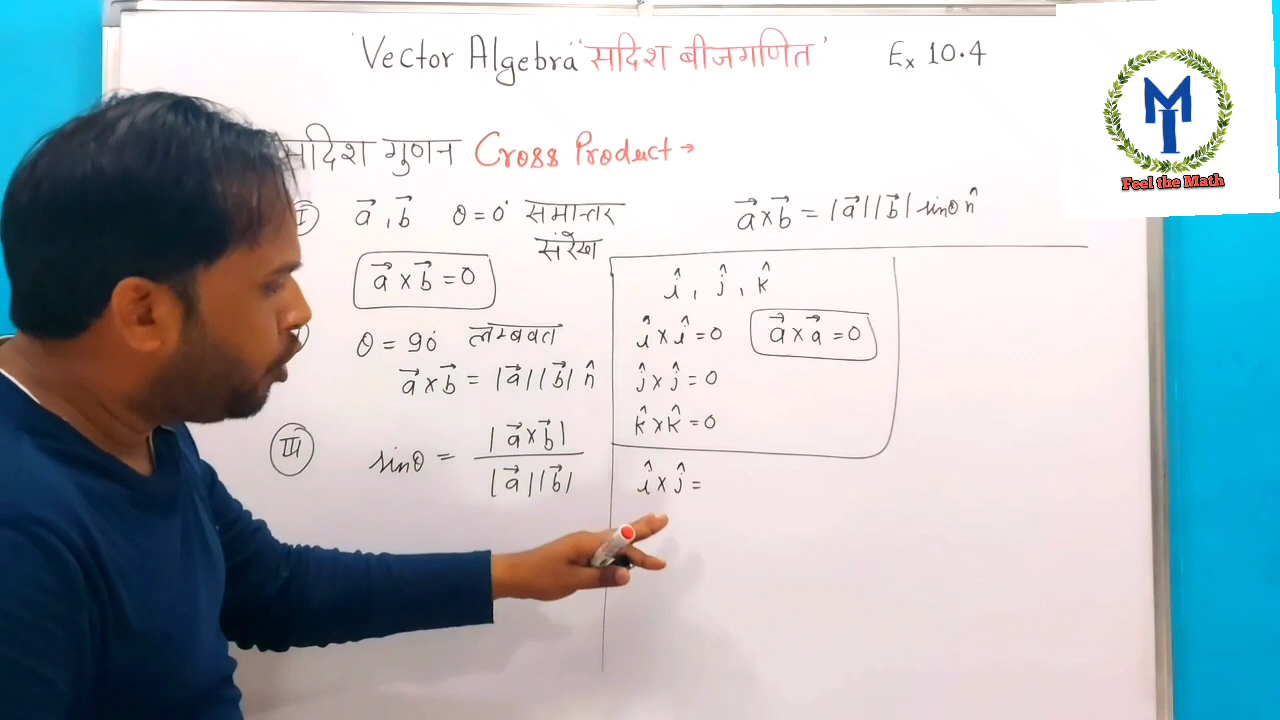 "Vector Algebra" "सदिश बीजगणित" Ex 10.4
MI
Feel the Math
सदिश गुणन Cross Product →
I) a⃗, b⃗ θ = 0° समान्तर
संरेख
a⃗ × b⃗ = |a⃗| |b⃗| sinθ n̂
a⃗ × b⃗ = 0
θ = 90° लम्बवत
a⃗ × b⃗ = |a⃗| |b⃗| n̂
III sinθ = |a⃗ × b⃗| / |a⃗| |b⃗|
î, ĵ, k̂
î × î = 0 a⃗ × a⃗ = 0
ĵ × ĵ = 0
k̂ × k̂ = 0
î × ĵ =